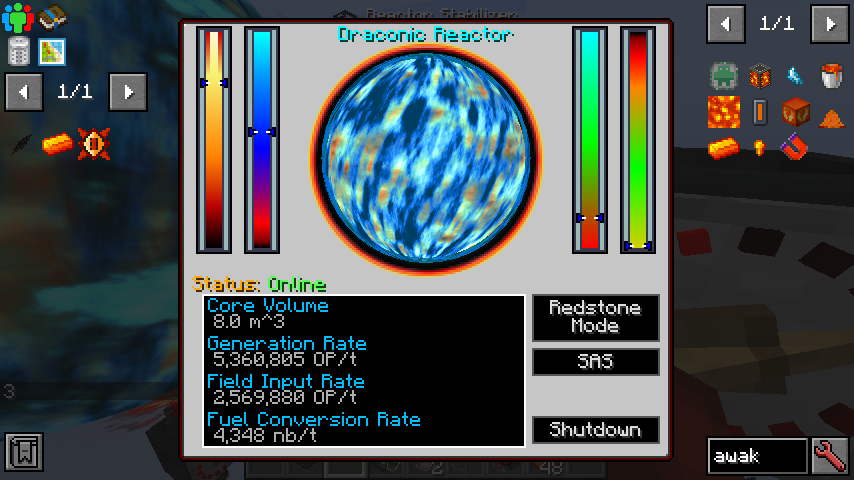 Reactor Stabilizer
Draconic Reactor
1/1
1/1
Status: Online
Core Volume
8.0 m^3
Generation Rate
5,360,805 OP/t
Field Input Rate
2,569,880 OP/t
Fuel Conversion Rate
4,348 nb/t
Redstone
Mode
SAS
Shutdown
3
2
48
awak